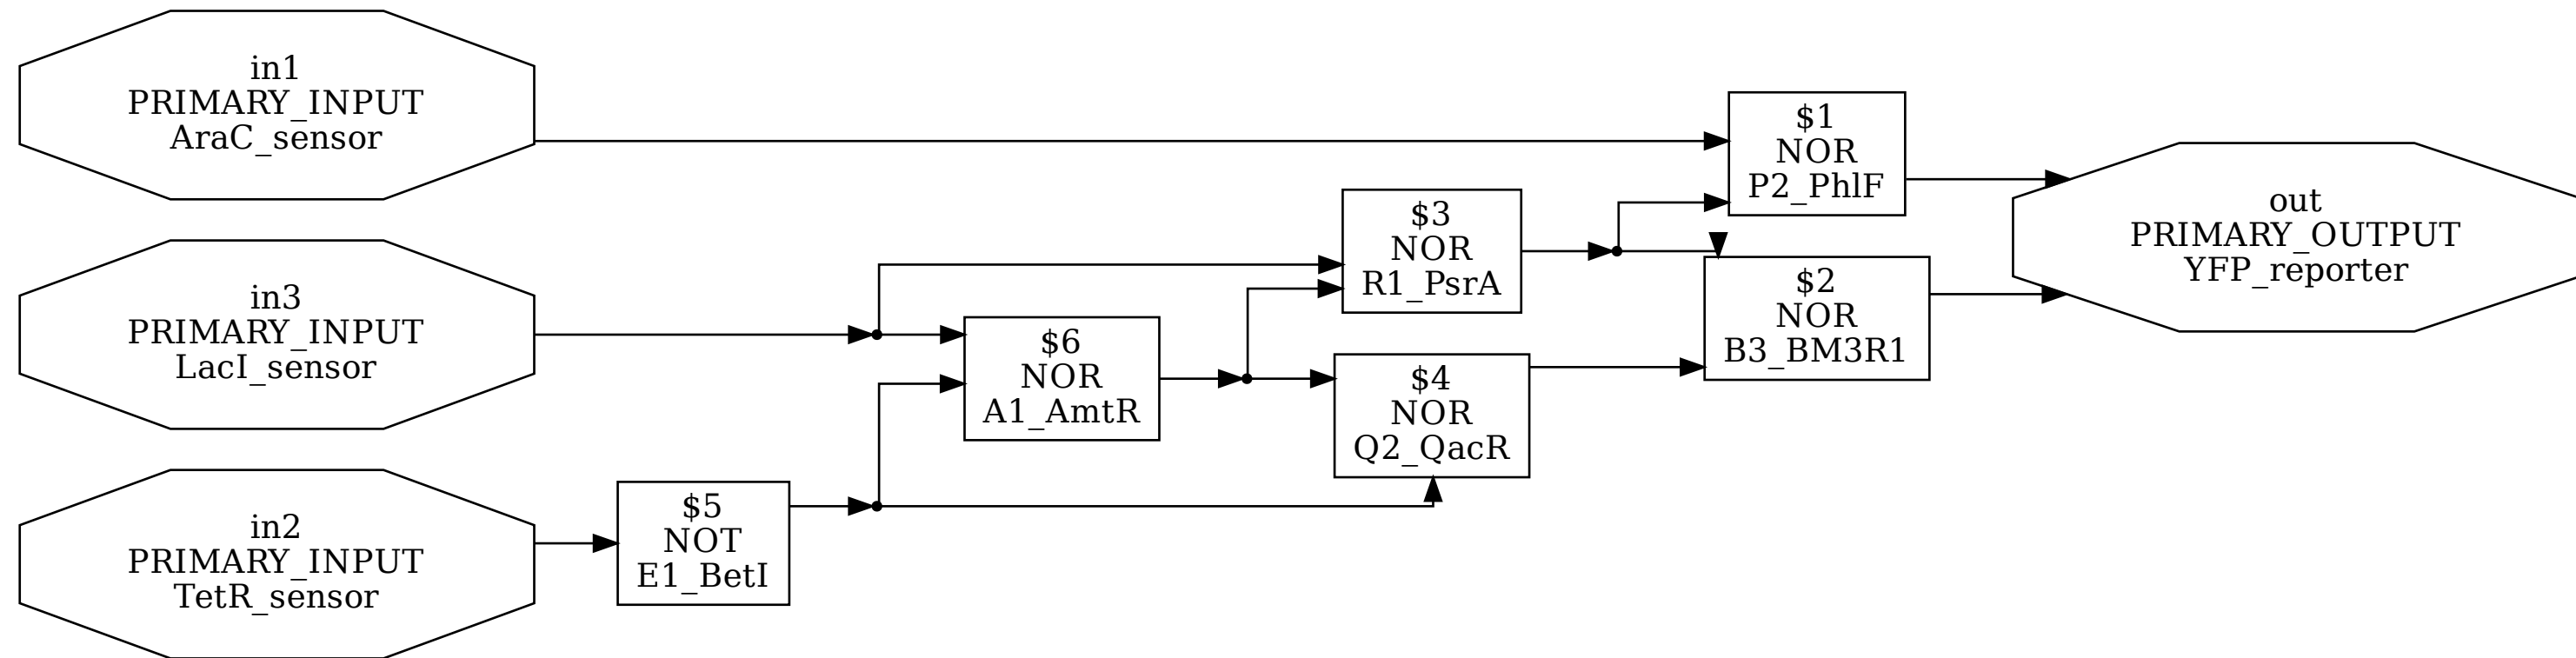 in1
PRIMARY_INPUT
AraC_sensor
in3
PRIMARY_INPUT
LacI_sensor
in2
PRIMARY_INPUT
TetR_sensor
$5
NOT
E1_BetI
$6
NOR
A1_AmtR
$3
NOR
R1_PsrA
$4
NOR
Q2_QacR
$1
NOR
P2_PhlF
$2
NOR
B3_BM3R1
out
PRIMARY_OUTPUT
YFP_reporter